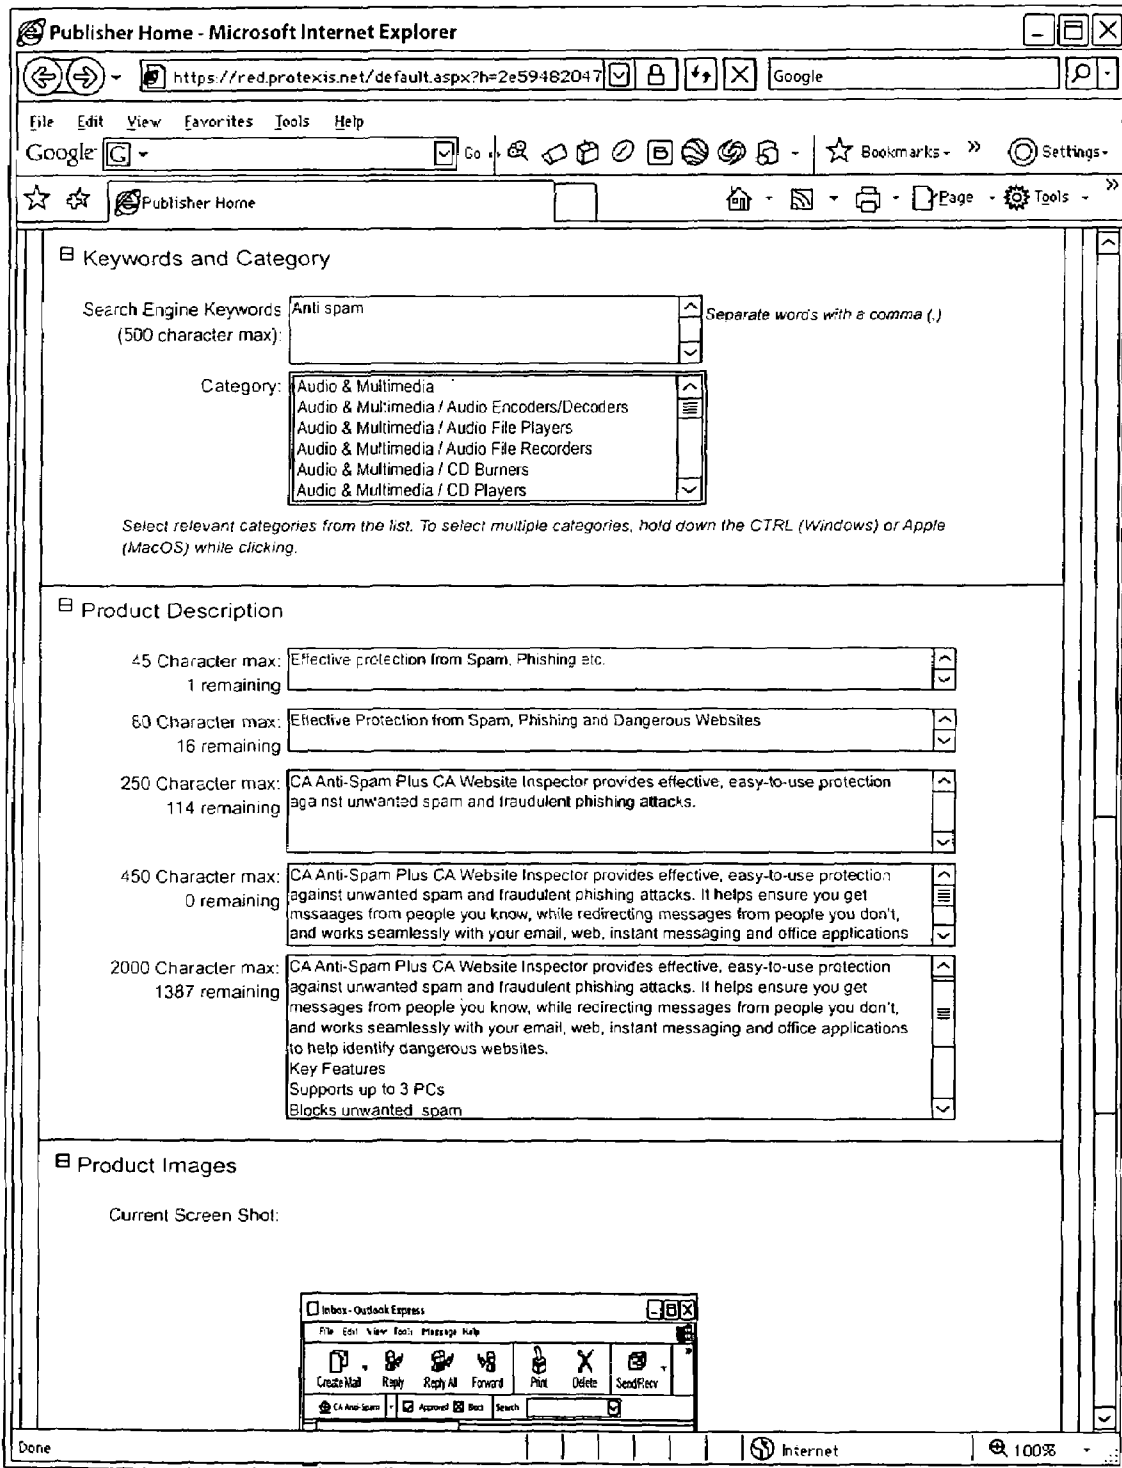 Publisher Home - Microsoft Internet Explorer
https://red.protexis.net/default.aspx?h=2e59482047
Google
File Edit View Favorites Tools Help
Google G Go Bookmarks Settings
Publisher Home Page Tools
Keywords and Category
Search Engine Keywords (500 character max):
Anti spam
Separate words with a comma (,)
Category:
Audio & Multimedia
Audio & Multimedia / Audio Encoders/Decoders
Audio & Multimedia / Audio File Players
Audio & Multimedia / Audio File Recorders
Audio & Multimedia / CD Burners
Audio & Multimedia / CD Players
Select relevant categories from the list. To select multiple categories, hold down the CTRL (Windows) or Apple
(MacOS) while clicking.
Product Description
45 Character max:
1 remaining
Effective protection from Spam, Phishing etc.
60 Character max:
16 remaining
Effective Protection from Spam, Phishing and Dangerous Websites
250 Character max:
114 remaining
CA Anti-Spam Plus CA Website Inspector provides effective, easy-to-use protection
against unwanted spam and fraudulent phishing attacks.
450 Character max:
0 remaining
CA Anti-Spam Plus CA Website Inspector provides effective, easy-to-use protection
against unwanted spam and fraudulent phishing attacks. It helps ensure you get
mssaages from people you know, while redirecting messages from people you don't,
and works seamlessly with your email, web, instant messaging and office applications
2000 Character max:
1387 remaining
CA Anti-Spam Plus CA Website Inspector provides effective, easy-to-use protection
against unwanted spam and fraudulent phishing attacks. It helps ensure you get
messages from people you know, while redirecting messages from people you don't,
and works seamlessly with your email, web, instant messaging and office applications
to help identify dangerous websites.
Key Features
Supports up to 3 PCs
Blocks unwanted spam
Product Images
Current Screen Shot:
Inbox - Outlook Express
File Edit View Tools Message Help
Create Mail Reply Reply All Forward Print Delete Send/Recv
CA Anti-Spam Approved Block Search
Done Internet 100%